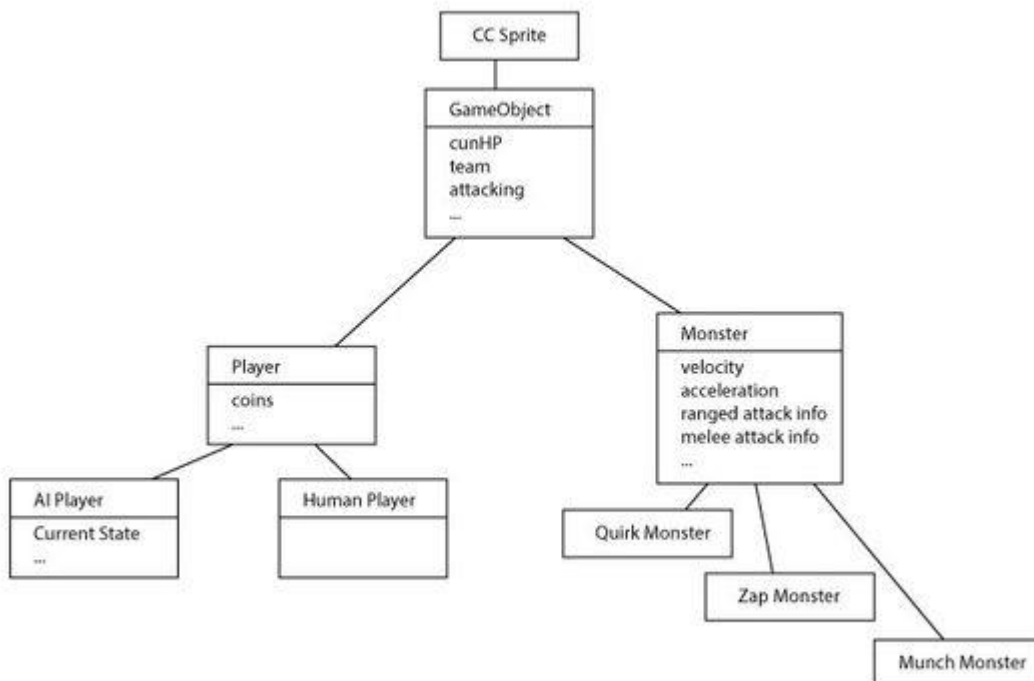 CC Sprite
GameObject
cunHP
team
attacking
...
Player
coins
...
Monster
velocity
acceleration
ranged attack info
melee attack info
...
AI Player
Current State
...
Human Player
Quirk Monster
Zap Monster
Munch Monster